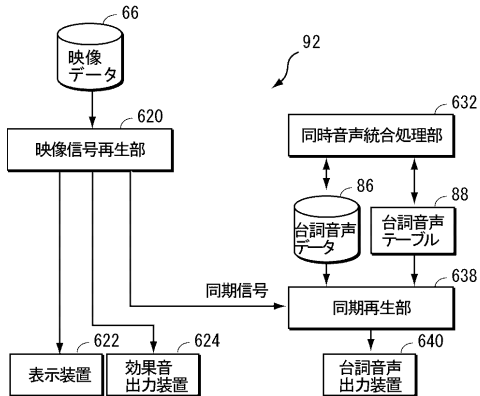 66
映像
データ
92
620
映像信号再生部
632
同時音声統合処理部
86
台詞音声
データ
88
台詞音声
テーブル
同期信号
638
同期再生部
622
表示装置
624
効果音
出力装置
640
台詞音声
出力装置